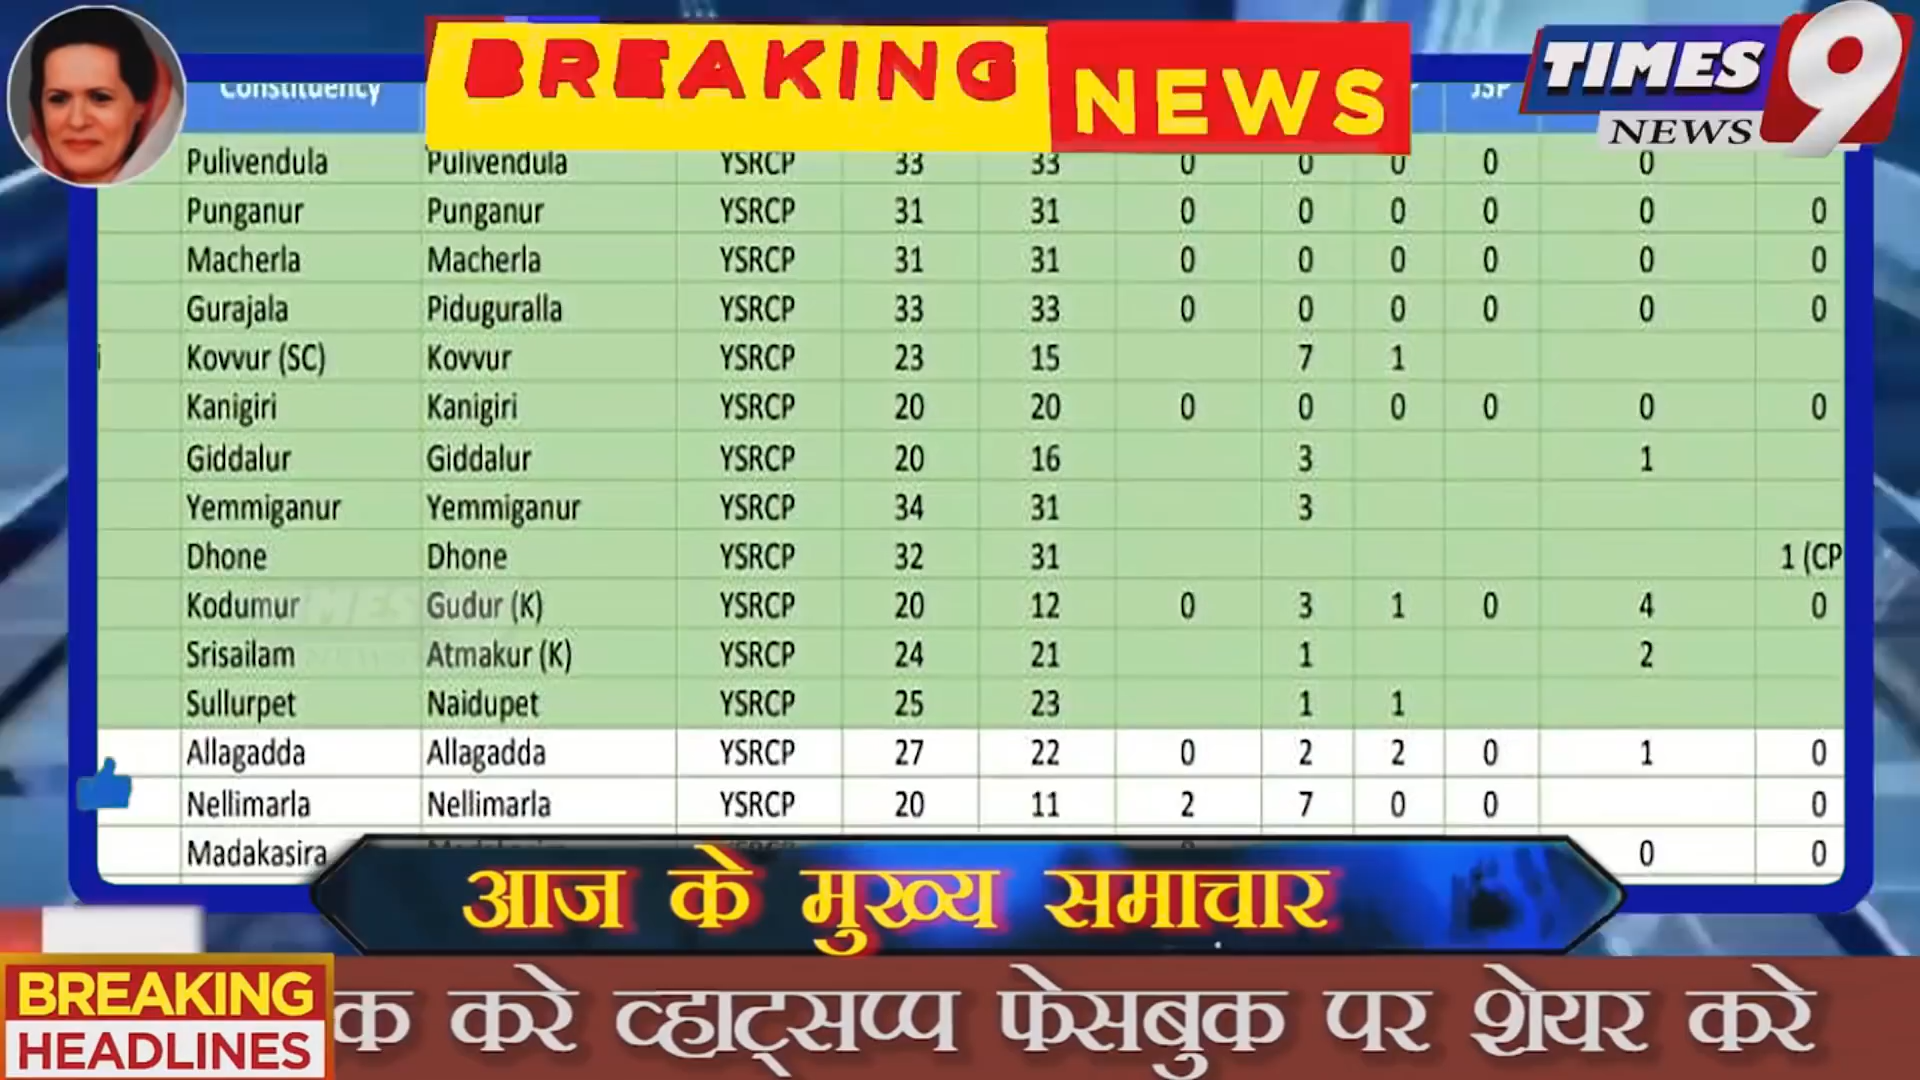 BREAKING NEWS
TIMES 9
NEWS
Constituency JSP
Pulivendula Pulivendula YSRCP 33 33 0 0 0 0 0
Punganur Punganur YSRCP 31 31 0 0 0 0 0 0
Macherla Macherla YSRCP 31 31 0 0 0 0 0 0
Gurajala Piduguralla YSRCP 33 33 0 0 0 0 0 0
Kovvur (SC) Kovvur YSRCP 23 15 7 1
Kanigiri Kanigiri YSRCP 20 20 0 0 0 0 0 0
Giddalur Giddalur YSRCP 20 16 3 1
Yemmiganur Yemmiganur YSRCP 34 31 3
Dhone Dhone YSRCP 32 31 1 (CP
Kodumur Gudur (K) YSRCP 20 12 0 3 1 0 4 0
Srisailam Atmakur (K) YSRCP 24 21 1 2
Sullurpet Naidupet YSRCP 25 23 1 1
Allagadda Allagadda YSRCP 27 22 0 2 2 0 1 0
Nellimarla Nellimarla YSRCP 20 11 2 7 0 0 0
Madakasira 0 0
आज के मुख्य समाचार
BREAKING
HEADLINES
क करे व्हाट्सप्प फेसबुक पर शेयर करे